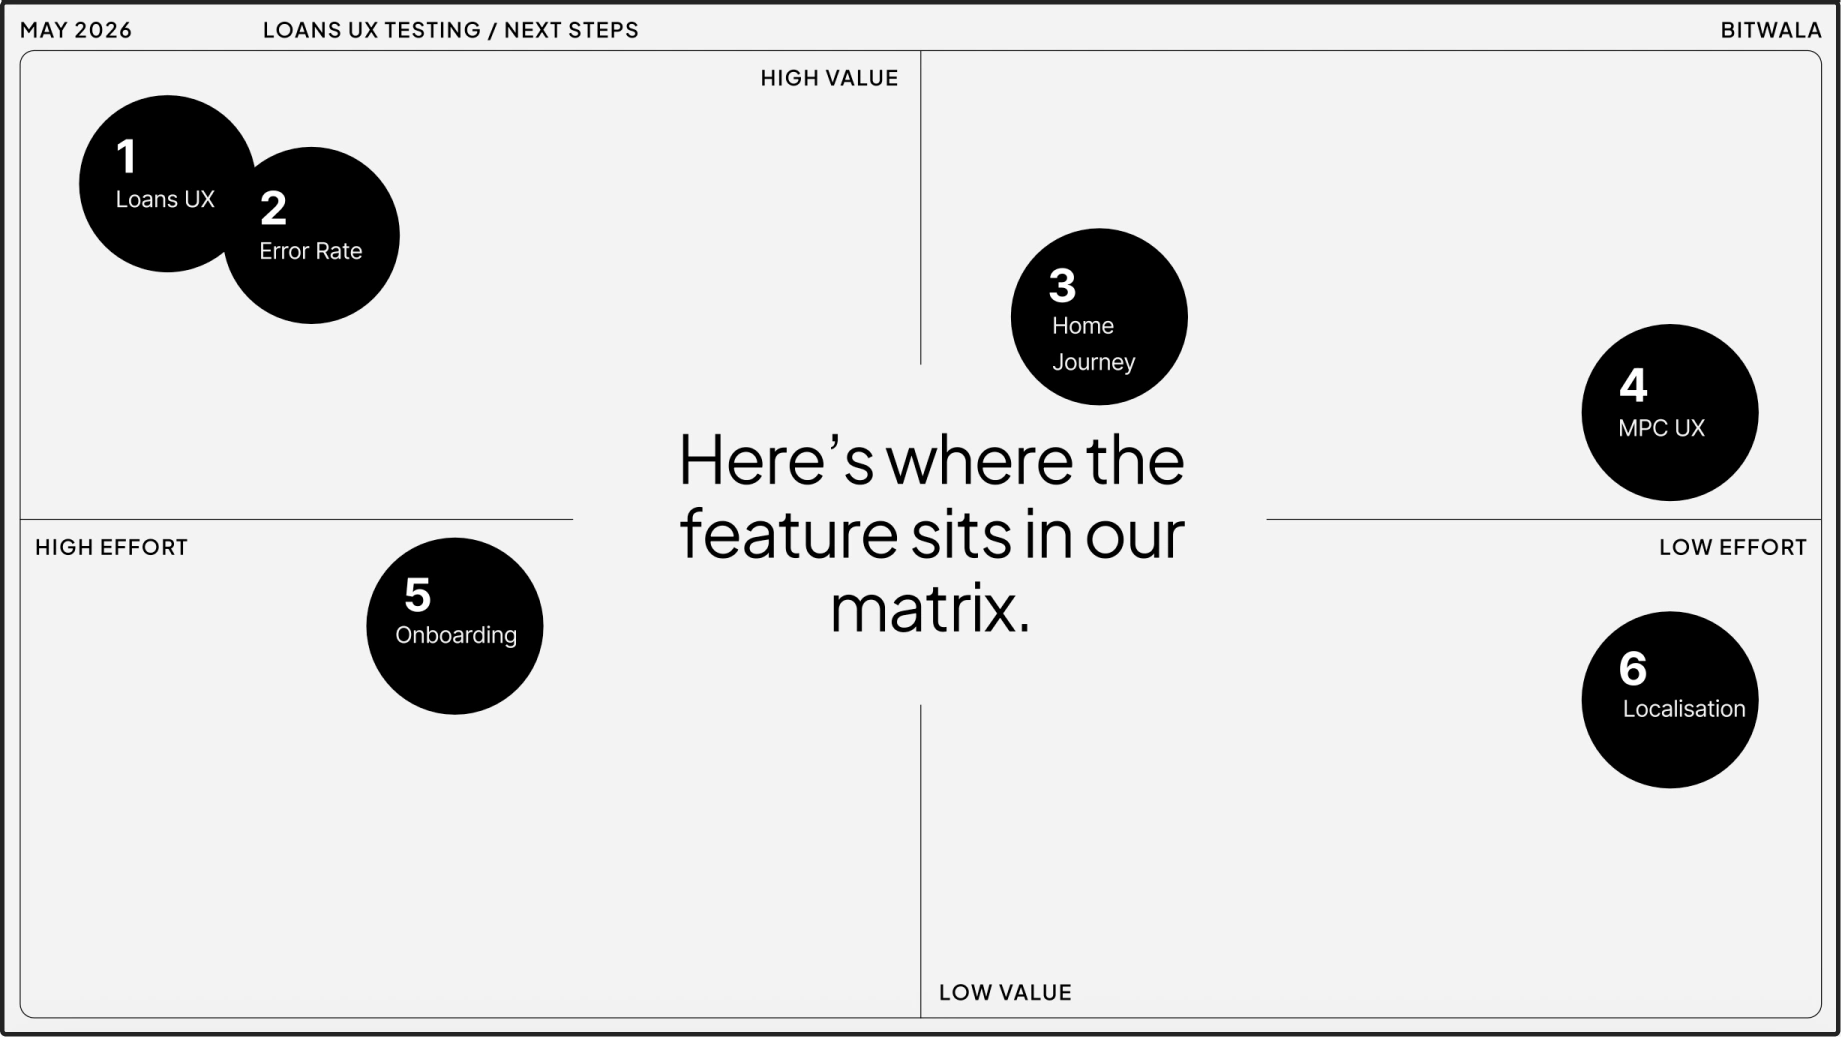 MAY 2026
LOANS UX TESTING / NEXT STEPS
BITWALA
HIGH VALUE
1
Loans UX
2
Error Rate
3
Home
Journey
4
MPC UX
Here’s where the
feature sits in our
matrix.
HIGH EFFORT
LOW EFFORT
5
Onboarding
6
Localisation
LOW VALUE